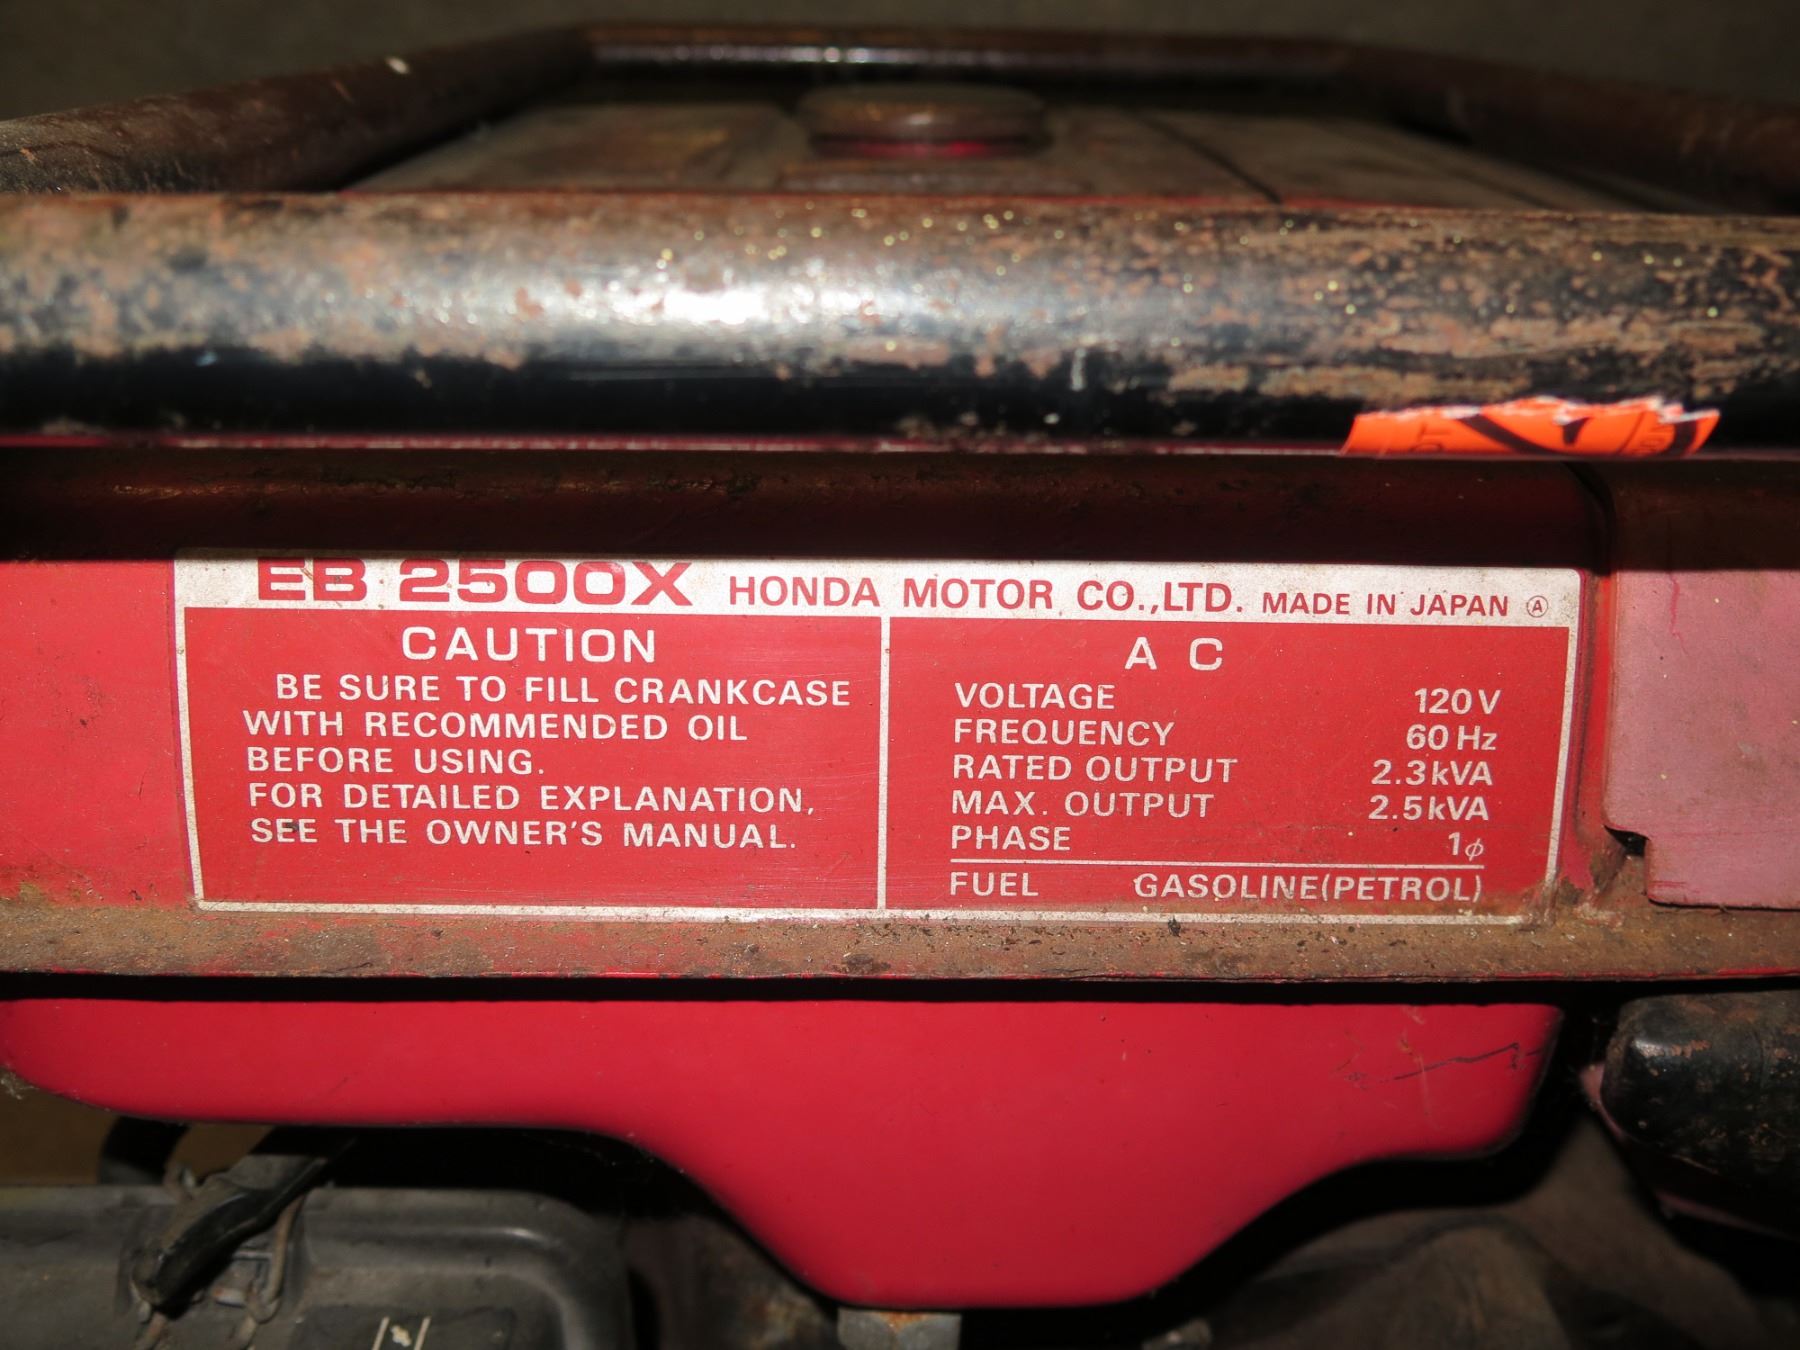 EB 2500X HONDA MOTOR CO.,LTD. MADE IN JAPAN Ⓐ
CAUTION
BE SURE TO FILL CRANKCASE
WITH RECOMMENDED OIL
BEFORE USING.
FOR DETAILED EXPLANATION,
SEE THE OWNER'S MANUAL.
A C
VOLTAGE 120V
FREQUENCY 60 Hz
RATED OUTPUT 2.3kVA
MAX. OUTPUT 2.5kVA
PHASE 1ϕ
FUEL GASOLINE(PETROL)